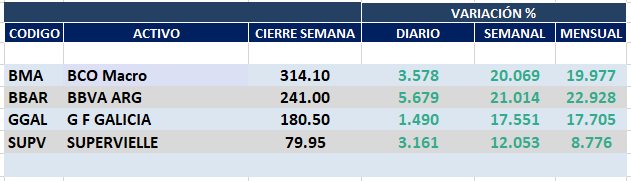 VARIACIÓN %
CODIGO ACTIVO CIERRE SEMANA DIARIO SEMANAL MENSUAL
BMA BCO Macro 314.10 3.578 20.069 19.977
BBAR BBVA ARG 241.00 5.679 21.014 22.928
GGAL G F GALICIA 180.50 1.490 17.551 17.705
SUPV SUPERVIELLE 79.95 3.161 12.053 8.776